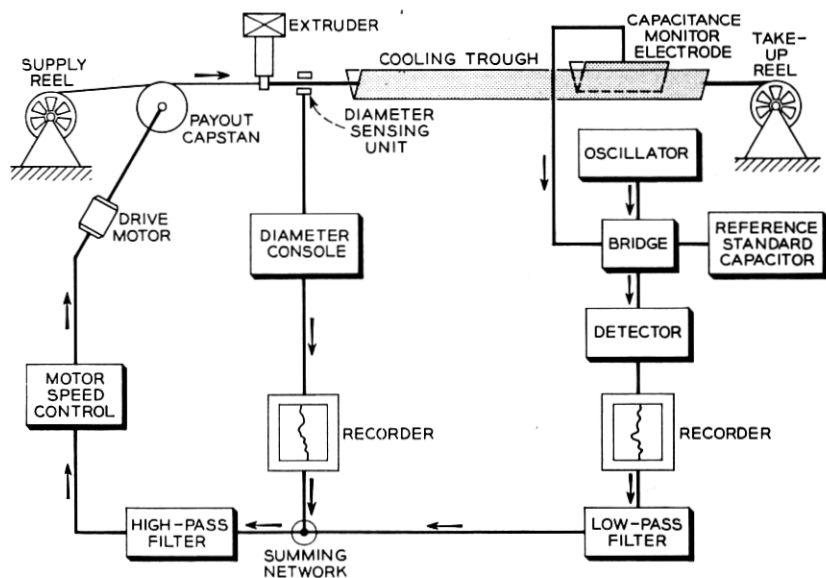 EXTRUDER
CAPACITANCE
MONITOR
ELECTRODE
TAKE-
UP
REEL
COOLING TROUGH
SUPPLY
REEL
PAYOUT
CAPSTAN
DIAMETER
SENSING
UNIT
OSCILLATOR
DRIVE
MOTOR
DIAMETER
CONSOLE
BRIDGE
REFERENCE
STANDARD
CAPACITOR
DETECTOR
MOTOR
SPEED
CONTROL
RECORDER
RECORDER
HIGH-PASS
FILTER
SUMMING
NETWORK
LOW-PASS
FILTER